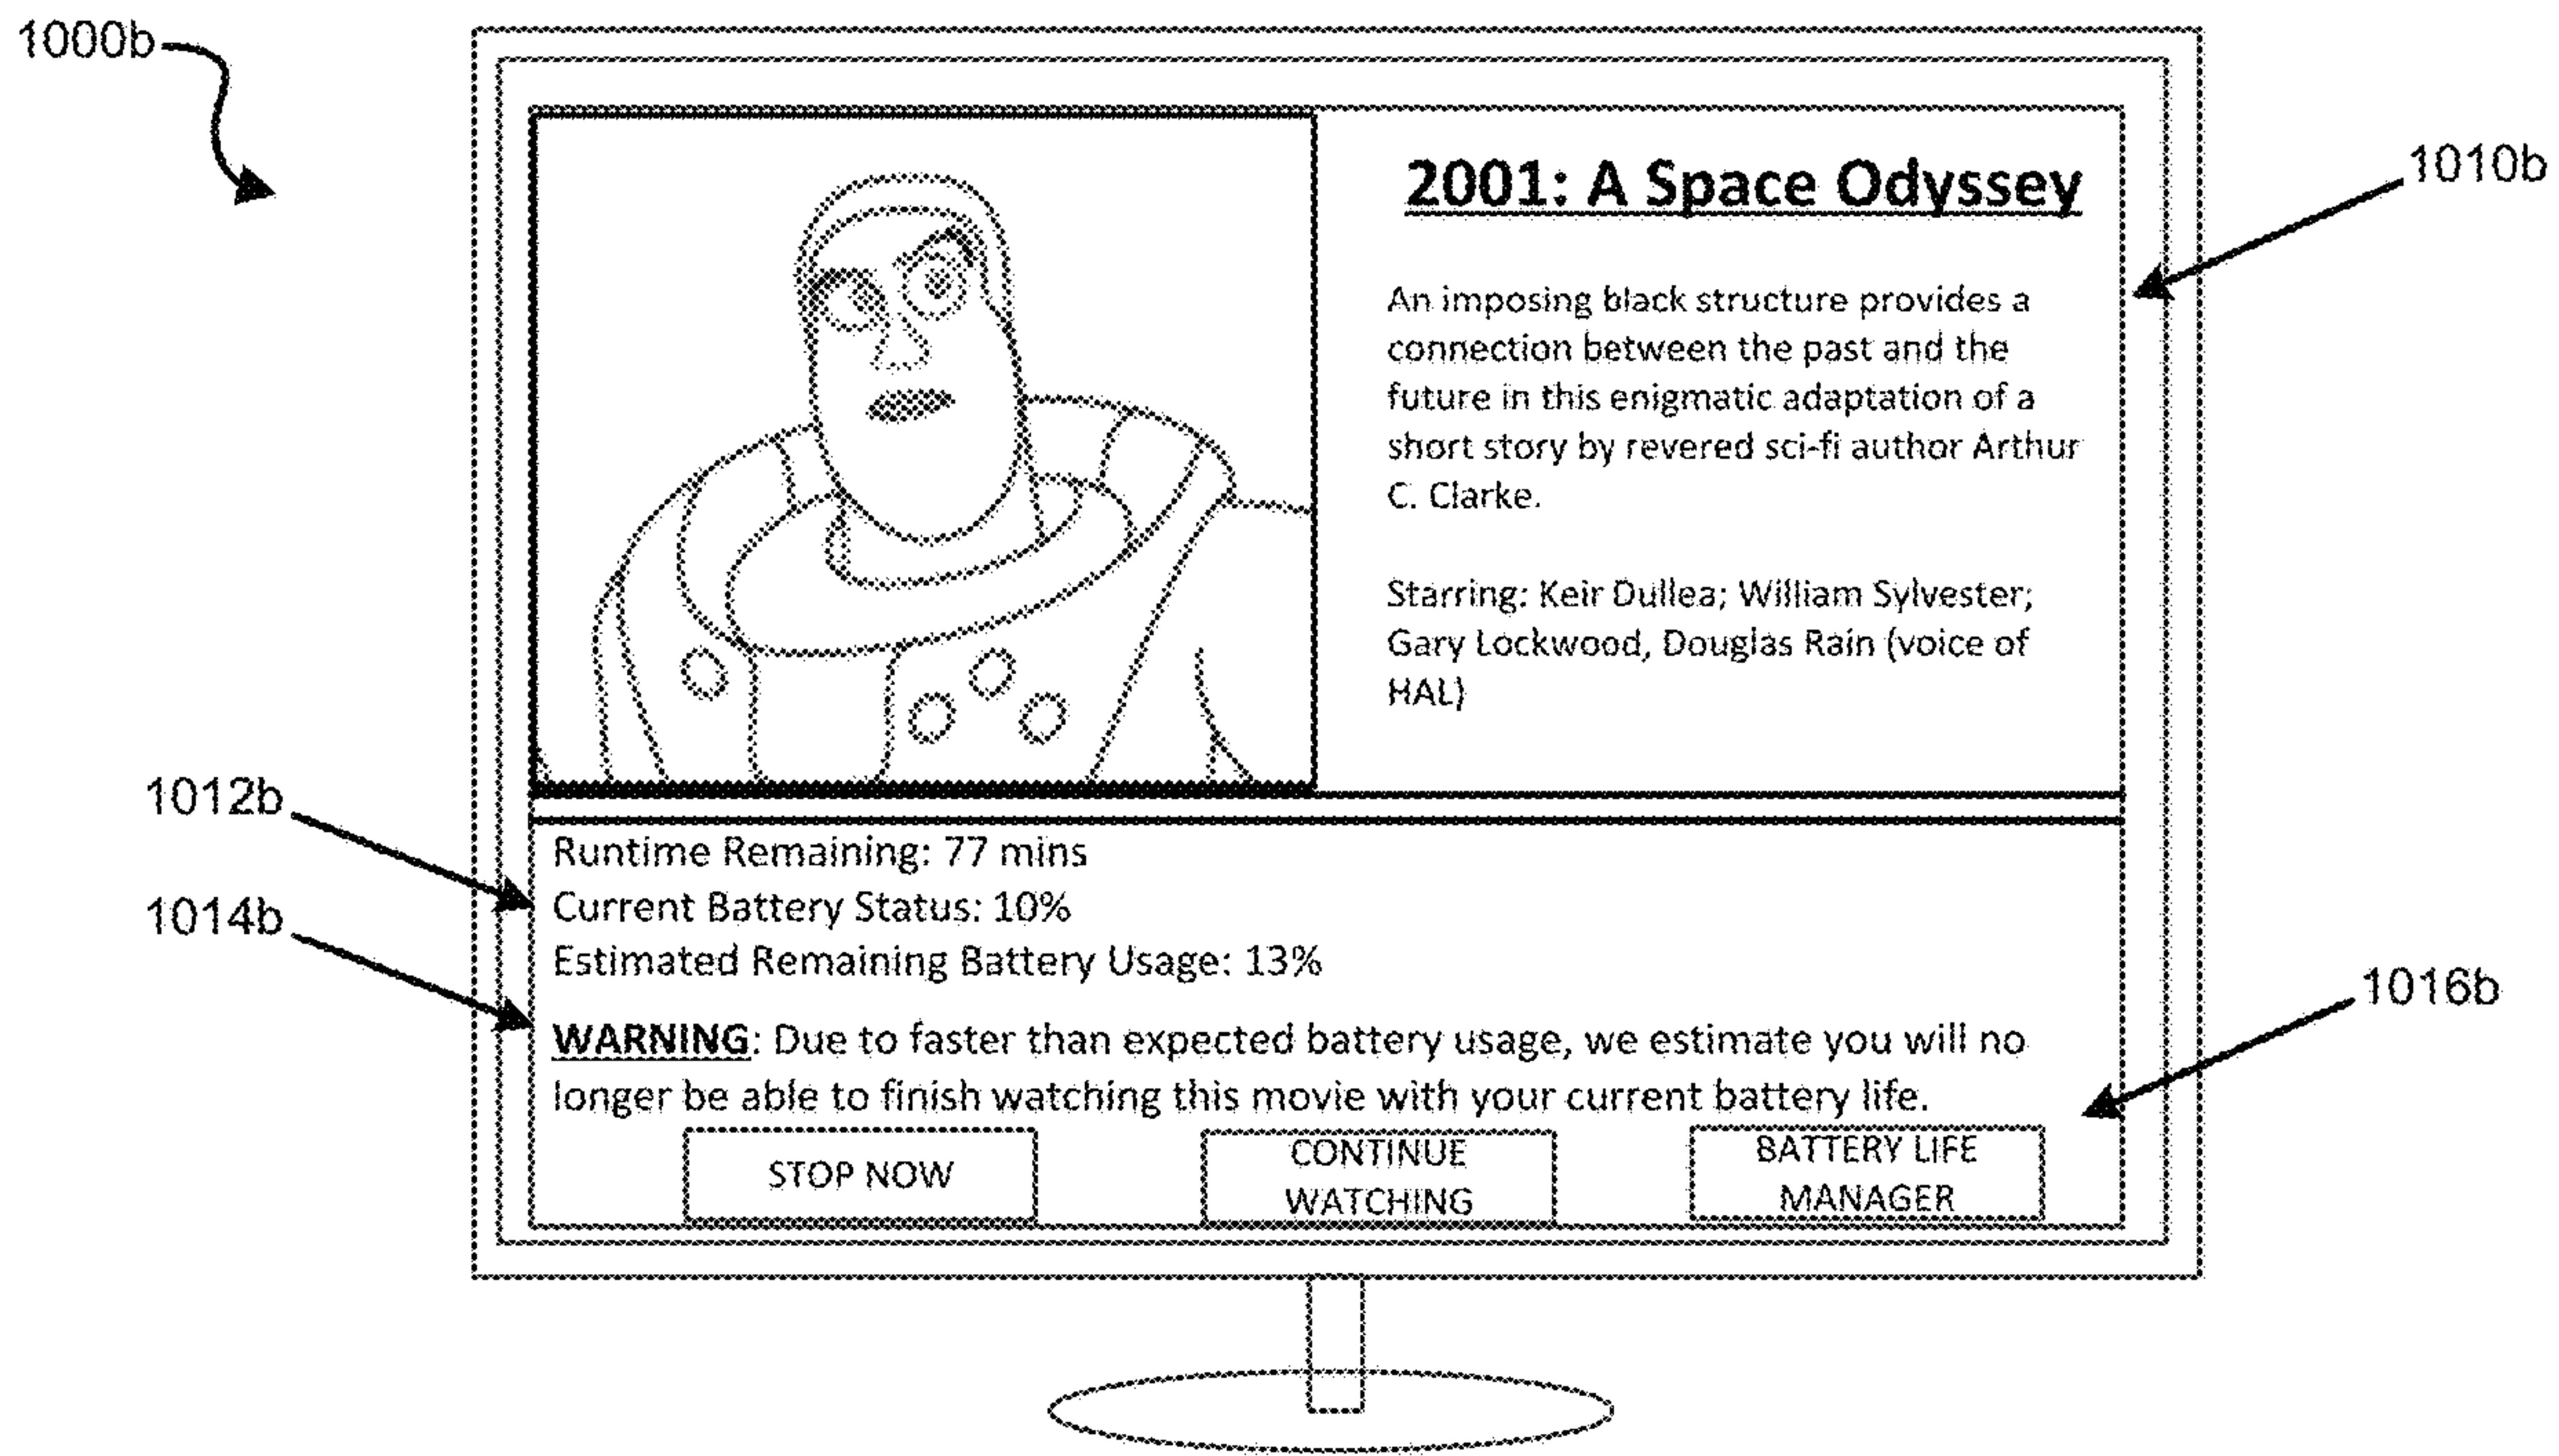 1000b
2001: A Space Odyssey
1010b
An imposing black structure provides a
connection between the past and the
future in this enigmatic adaptation of a
short story by revered sci-fi author Arthur
C. Clarke.
Starring: Keir Dullea; William Sylvester;
Gary Lockwood, Douglas Rain (voice of
HAL)
1012b
Runtime Remaining: 77 mins
Current Battery Status: 10%
1014b
Estimated Remaining Battery Usage: 13%
1016b
WARNING: Due to faster than expected battery usage, we estimate you will no
longer be able to finish watching this movie with your current battery life.
STOP NOW
CONTINUE
WATCHING
BATTERY LIFE
MANAGER